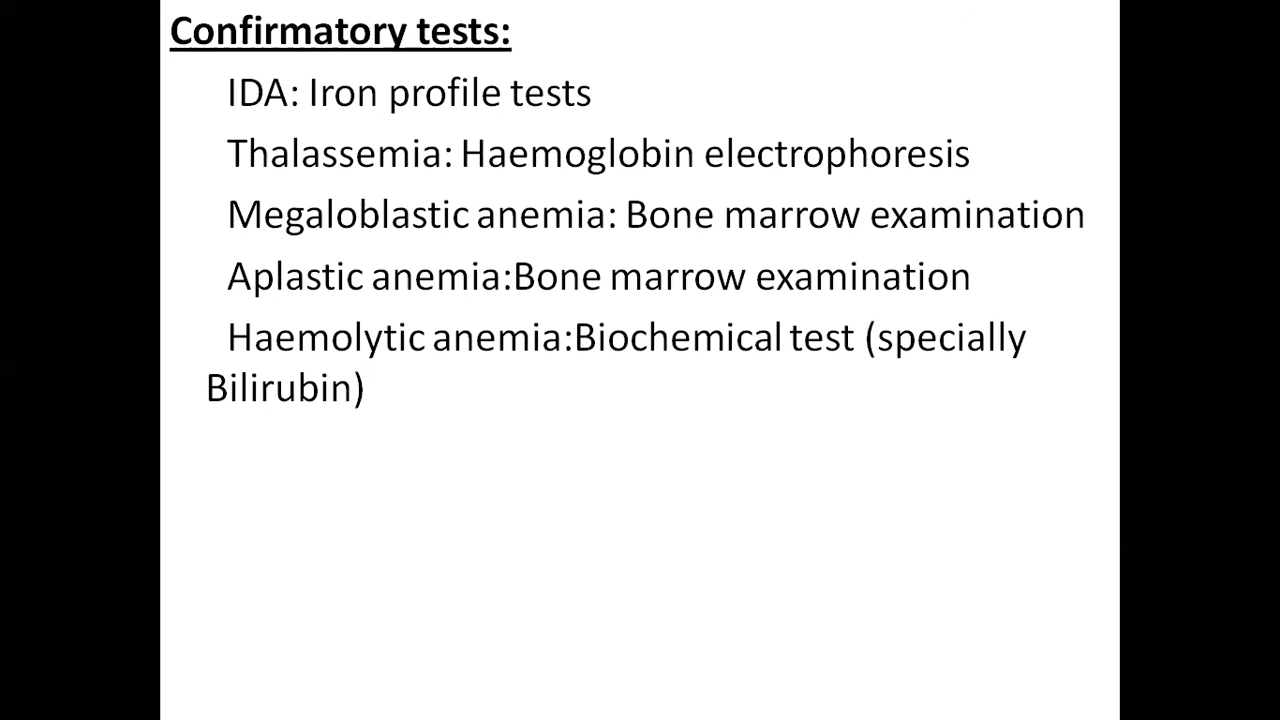 Confirmatory tests:
IDA: Iron profile tests
Thalassemia: Haemoglobin electrophoresis
Megaloblastic anemia: Bone marrow examination
Aplastic anemia:Bone marrow examination
Haemolytic anemia:Biochemical test (specially
Bilirubin)